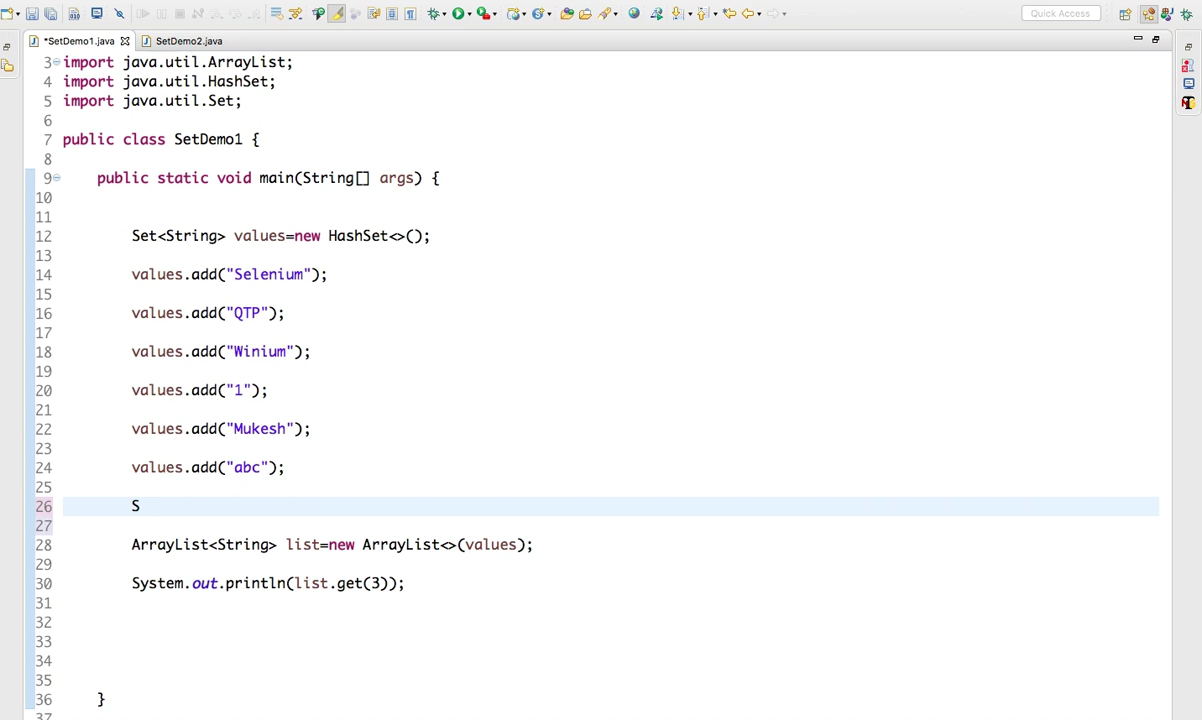 Quick Access
*SetDemo1.java SetDemo2.java
3 import java.util.ArrayList;
4 import java.util.HashSet;
5 import java.util.Set;
6
7 public class SetDemo1 {
8
9 public static void main(String[] args) {
10
11
12 Set<String> values=new HashSet<>();
13
14 values.add("Selenium");
15
16 values.add("QTP");
17
18 values.add("Winium");
19
20 values.add("1");
21
22 values.add("Mukesh");
23
24 values.add("abc");
25
26 S
27
28 ArrayList<String> list=new ArrayList<>(values);
29
30 System.out.println(list.get(3));
31
32
33
34
35
36 }
37